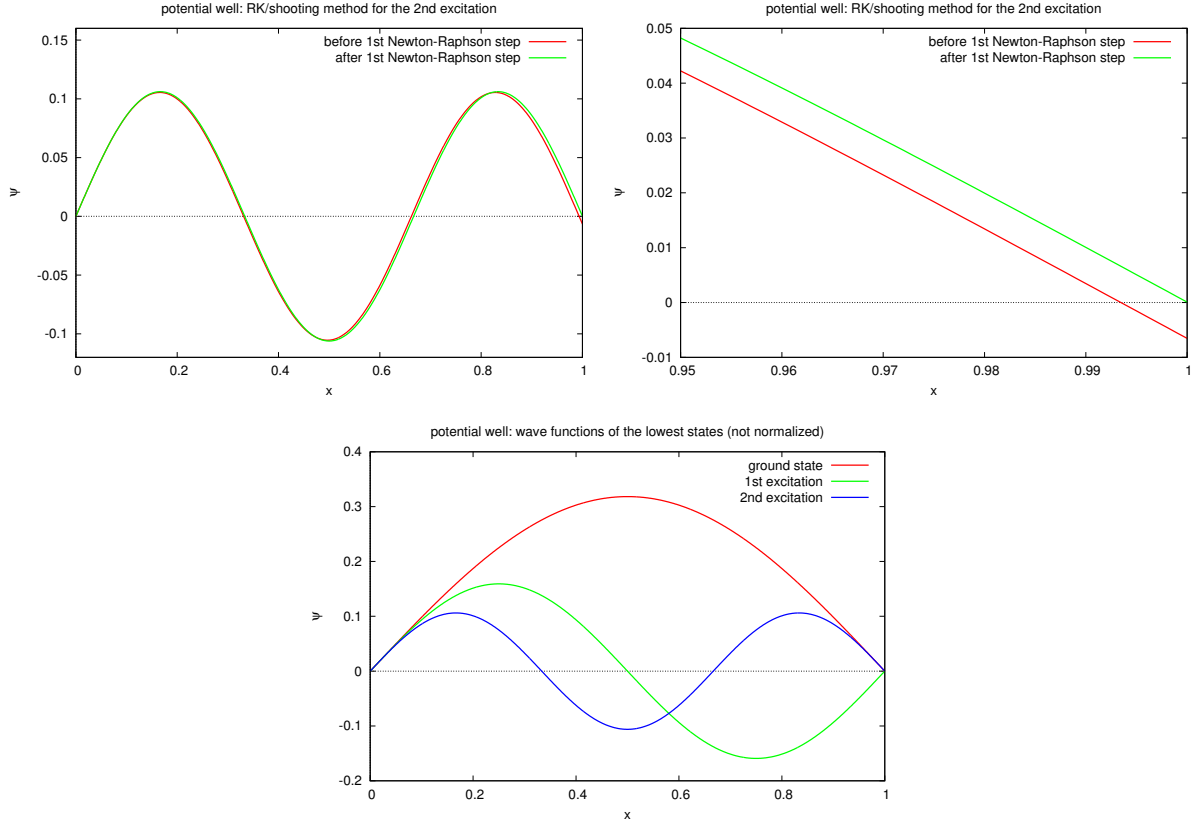 potential well: RK/shooting method for the 2nd excitation
before 1st Newton-Raphson step
after 1st Newton-Raphson step
0.15
0.1
0.05
0
-0.05
-0.1
ψ
0 0.2 0.4 0.6 0.8 1
x
potential well: RK/shooting method for the 2nd excitation
before 1st Newton-Raphson step
after 1st Newton-Raphson step
0.05
0.04
0.03
0.02
0.01
0
-0.01
ψ
0.95 0.96 0.97 0.98 0.99 1
x
potential well: wave functions of the lowest states (not normalized)
ground state
1st excitation
2nd excitation
0.4
0.3
0.2
0.1
0
-0.1
-0.2
ψ
0 0.2 0.4 0.6 0.8 1
x